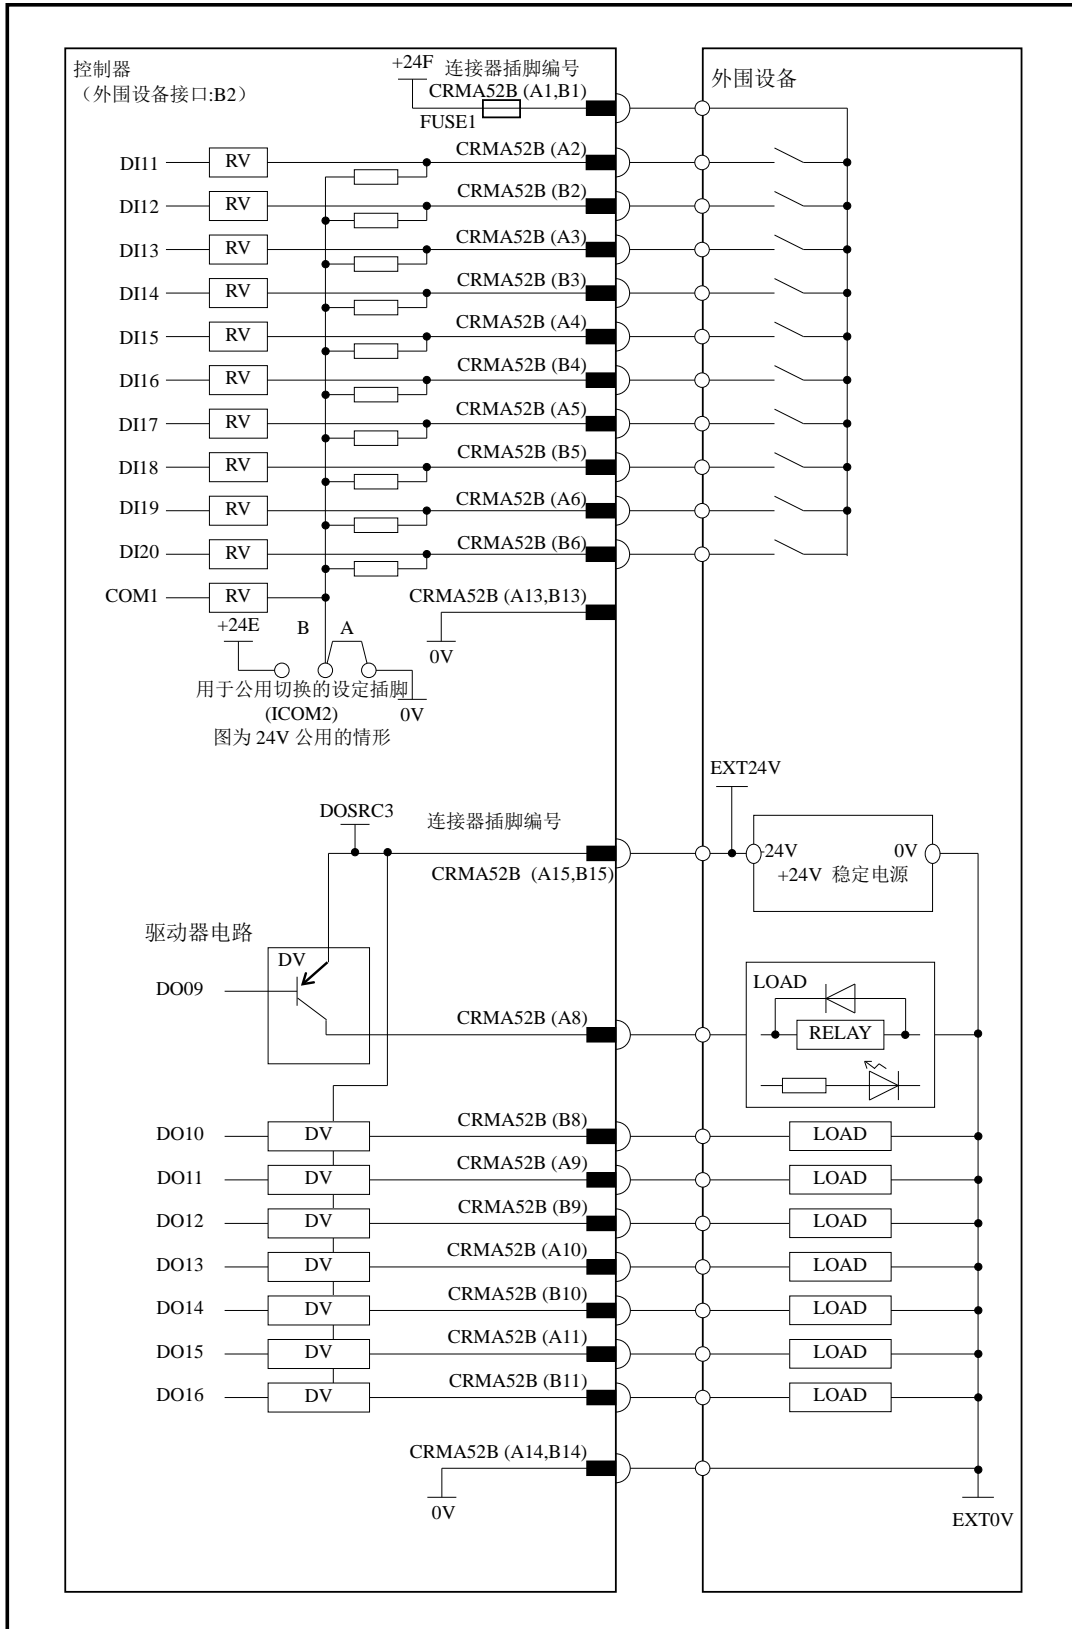 控制器
（外围设备接口:B2）
+24F
连接器插脚编号
CRMA52B (A1,B1)
FUSE1
外围设备
DI11 RV CRMA52B (A2)
DI12 RV CRMA52B (B2)
DI13 RV CRMA52B (A3)
DI14 RV CRMA52B (B3)
DI15 RV CRMA52B (A4)
DI16 RV CRMA52B (B4)
DI17 RV CRMA52B (A5)
DI18 RV CRMA52B (B5)
DI19 RV CRMA52B (A6)
DI20 RV CRMA52B (B6)
COM1 RV CRMA52B (A13,B13)
+24E B A
0V
用于公用切换的设定插脚
(ICOM2) 0V
图为 24V 公用的情形
EXT24V
DOSRC3
连接器插脚编号
CRMA52B (A15,B15)
+24V 0V
+24V 稳定电源
驱动器电路
DV
DO09 CRMA52B (A8)
LOAD
RELAY
DO10 DV CRMA52B (B8) LOAD
DO11 DV CRMA52B (A9) LOAD
DO12 DV CRMA52B (B9) LOAD
DO13 DV CRMA52B (A10) LOAD
DO14 DV CRMA52B (B10) LOAD
DO15 DV CRMA52B (A11) LOAD
DO16 DV CRMA52B (B11) LOAD
CRMA52B (A14,B14)
0V
EXT0V